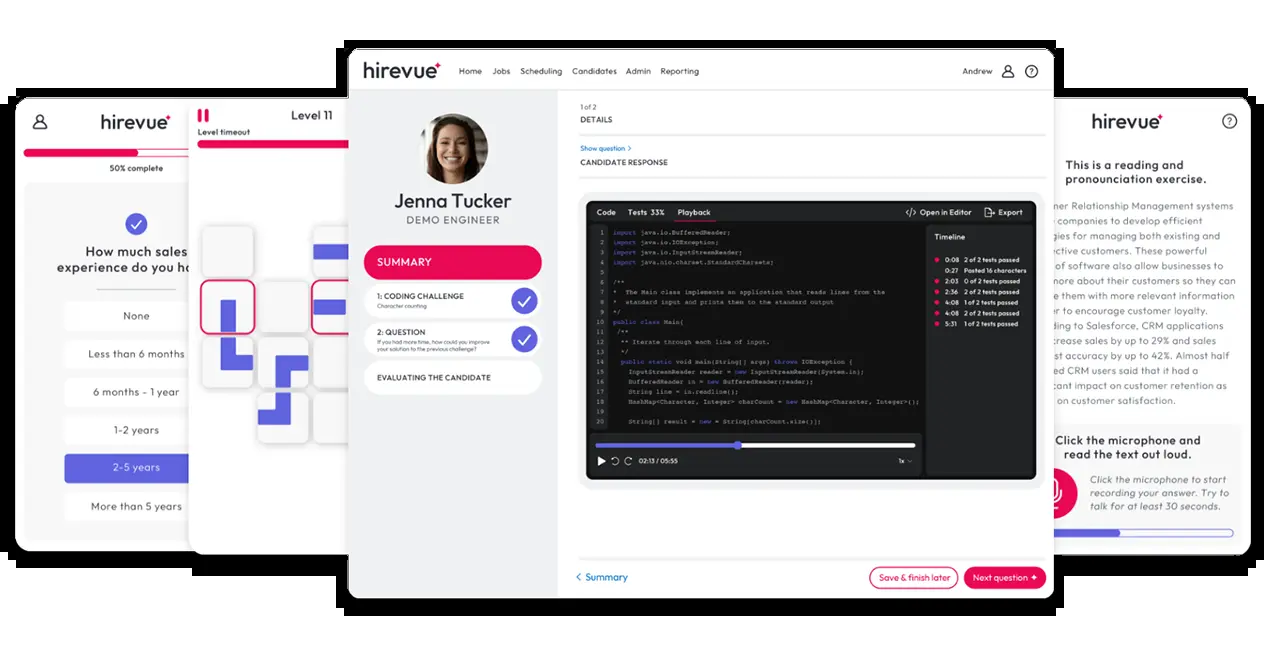 hirevue
50% complete
How much sales
experience do you ha
None
Less than 6 months
6 months - 1 year
1-2 years
2-5 years
More than 5 years
Level 11
Level timeout
hirevue
Home Jobs Scheduling Candidates Admin Reporting
Andrew
Jenna Tucker
DEMO ENGINEER
SUMMARY
1: CODING CHALLENGE
Character counting
2: QUESTION
If you had more time, how could you improve
your solution to the previous challenge?
EVALUATING THE CANDIDATE
1 of 2
DETAILS
Show question >
CANDIDATE RESPONSE
Code Tests 33% Playback
</> Open in Editor Export
1 import java.io.BufferedReader;
2 import java.io.IOException;
3 import java.io.InputStreamReader;
4 import java.nio.charset.StandardCharsets;
5
6 /**
7 * The Main class implements an application that reads lines from the
8 * standard input and prints them to the standard output
9 */
10 public class Main{
11 /**
12 ** Iterate through each line of input.
13 */
14 public static void main(String[] args) throws IOException {
15 InputStreamReader reader = new InputStreamReader(System.in);
16 BufferedReader in = new BufferedReader(reader);
17 String line = in.readline();
18 HashMap<Character, Integer> charCount = new HashMap<Character, Integer>();
19
20 String[] result = new = String[charCount.size()];
02:13 / 05:55
1x
Timeline
0:08 2 of 2 tests passed
0:27 Posted 16 characters
2:03 0 of 2 tests passed
2:36 2 of 2 tests passed
4:08 1 of 2 tests passed
4:08 2 of 2 tests passed
5:31 1 of 2 tests passed
< Summary
Save & finish later
Next question
hirevue
This is a reading and
pronounciation exercise.
ner Relationship Management systems
companies to develop efficient
gies for managing both existing and
ective customers. These powerful
of software also allow businesses to
more about their customers so they can
e them with more relevant information
er to encourage customer loyalty.
ding to Salesforce, CRM applications
crease sales by up to 29% and sales
st accuracy by up to 42%. Almost half
ed CRM users said that it had a
cant impact on customer retention as
on customer satisfaction.
Click the microphone and
read the text out loud.
Click the microphone to start
recording your answer. Try to
talk for at least 30 seconds.